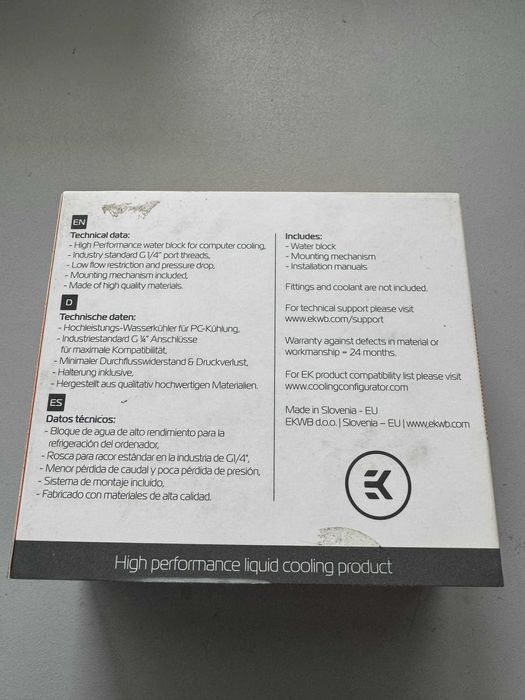 EN
Technical data:
- High Performance water block for computer cooling,
- Industry standard G 1/4" port threads,
- Low flow restriction and pressure drop,
- Mounting mechanism included,
- Made of high quality materials.
D
Technische daten:
- Hochleistungs-Wasserkühler für PC-Kühlung,
- Industriestandard G ¼" Anschlüsse
für maximale Kompatibilität,
- Minimaler Durchflusswiderstand & Druckverlust,
- Halterung inklusive,
- Hergestellt aus qualitativ hochwertigen Materialien.
ES
Datos técnicos:
- Bloque de agua de alto rendimiento para la
refrigeración del ordenador,
- Rosca para racor estándar en la industria de G1/4",
- Menor pérdida de caudal y poca pérdida de presión,
- Sistema de montaje incluido,
- Fabricado con materiales de alta calidad.
Includes:
- Water block
- Mounting mechanism
- Installation manuals
Fittings and coolant are not included.
For technical support please visit
www.ekwb.com/support
Warranty against defects in material or
workmanship = 24 months.
For EK product compatibility list please visit
www.coolingconfigurator.com
Made in Slovenia - EU
EKWB d.o.o. | Slovenia – EU | www.ekwb.com
EK
High performance liquid cooling product